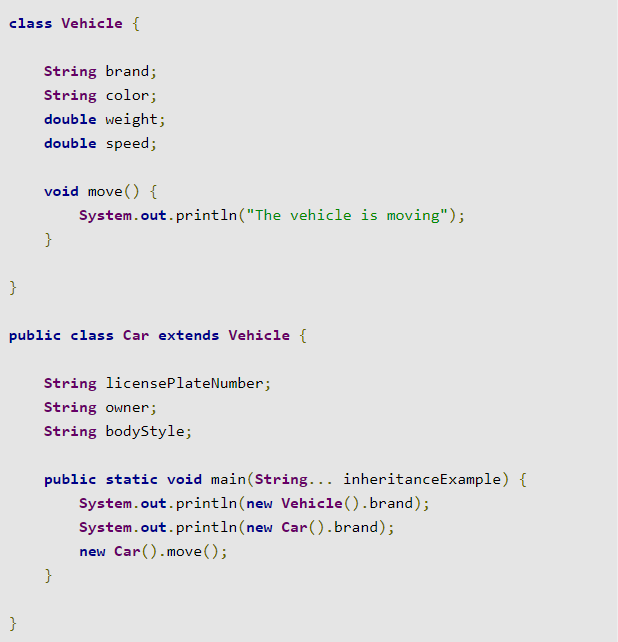 class Vehicle {
String brand;
String color;
double weight;
double speed;
void move() {
System.out.println("The vehicle is moving");
}
}
public class Car extends Vehicle {
String licensePlateNumber;
String owner;
String bodyStyle;
public static void main(String... inheritanceExample) {
System.out.println(new Vehicle().brand);
System.out.println(new Car().brand);
new Car().move();
}
}